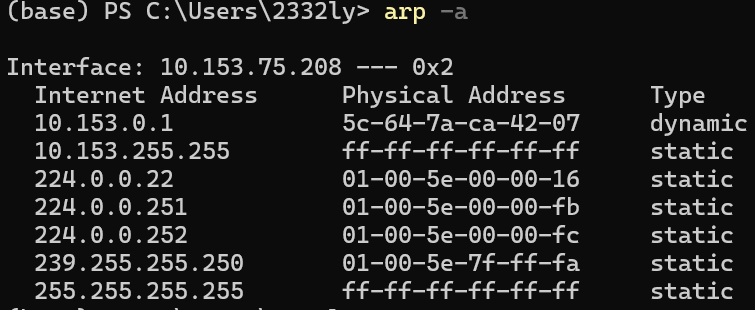 (base) PS C:\Users\2332ly> arp -a
Interface: 10.153.75.208 --- 0x2
Internet Address Physical Address Type
10.153.0.1 5c-64-7a-ca-42-07 dynamic
10.153.255.255 ff-ff-ff-ff-ff-ff static
224.0.0.22 01-00-5e-00-00-16 static
224.0.0.251 01-00-5e-00-00-fb static
224.0.0.252 01-00-5e-00-00-fc static
239.255.255.250 01-00-5e-7f-ff-fa static
255.255.255.255 ff-ff-ff-ff-ff-ff static